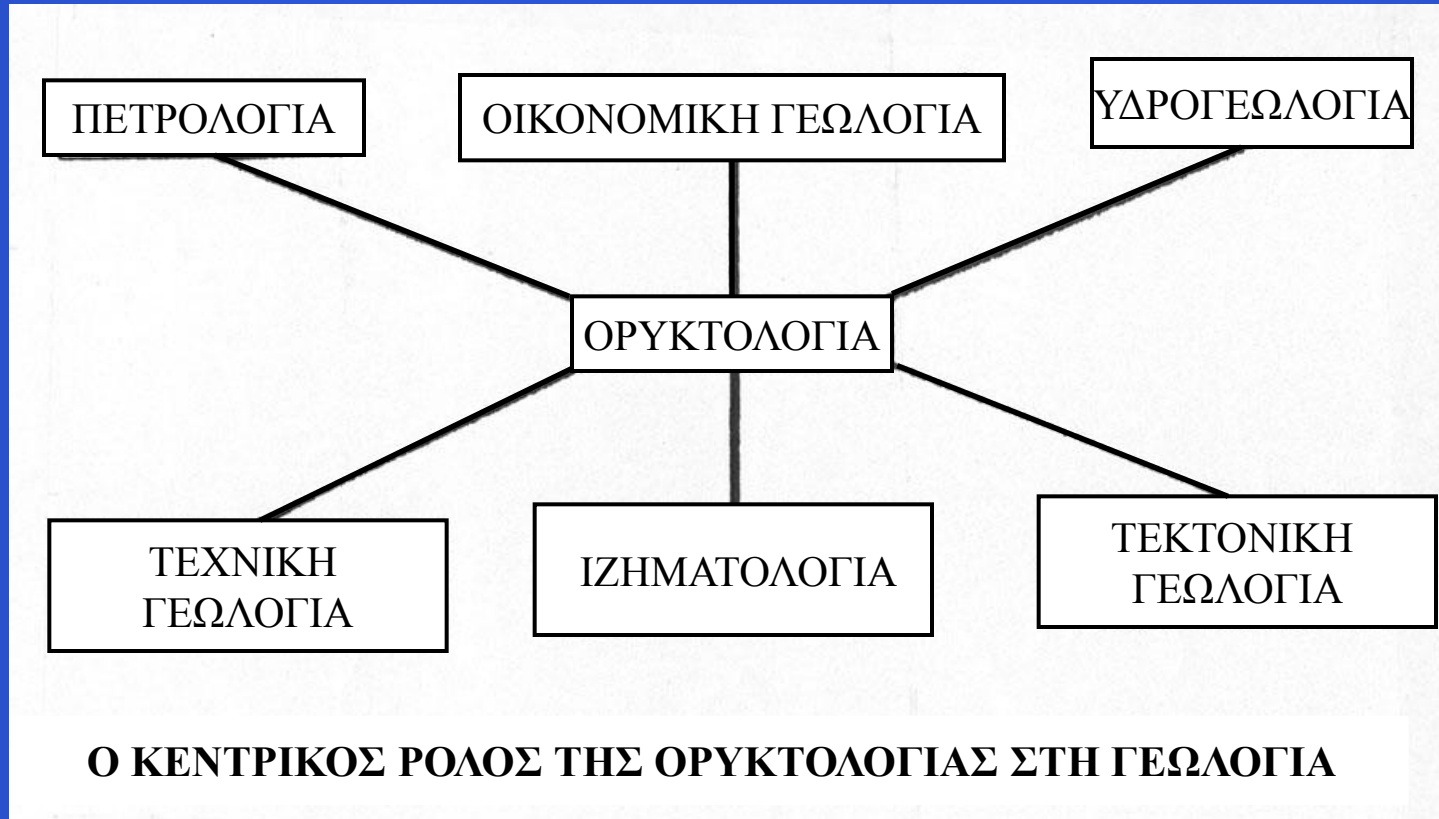 ΠΕΤΡΟΛΟΓΙΑ
ΟΙΚΟΝΟΜΙΚΗ ΓΕΩΛΟΓΙΑ
ΥΔΡΟΓΕΩΛΟΓΙΑ
ΟΡΥΚΤΟΛΟΓΙΑ
ΤΕΧΝΙΚΗ
ΓΕΩΛΟΓΙΑ
ΙΖΗΜΑΤΟΛΟΓΙΑ
ΤΕΚΤΟΝΙΚΗ
ΓΕΩΛΟΓΙΑ
Ο ΚΕΝΤΡΙΚΟΣ ΡΟΛΟΣ ΤΗΣ ΟΡΥΚΤΟΛΟΓΙΑΣ ΣΤΗ ΓΕΩΛΟΓΙΑ